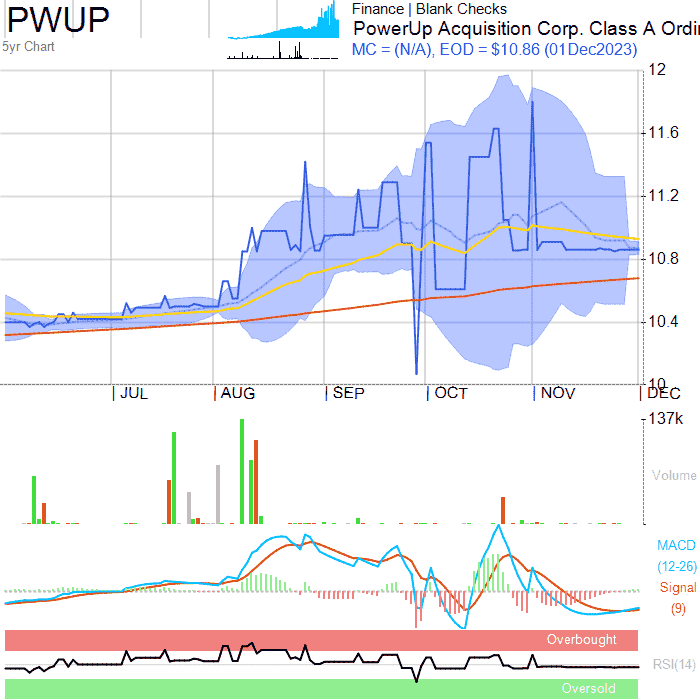 PWUP
5yr Chart
Finance | Blank Checks
PowerUp Acquisition Corp. Class A Ordi
MC = (N/A), EOD = $10.86 (01Dec2023)
12
11.6
11.2
10.8
10.4
10
JUL
AUG
SEP
OCT
NOV
DEC
137k
Volume
MACD
(12-26)
Signal
(9)
Overbought
RSI(14)
Oversold